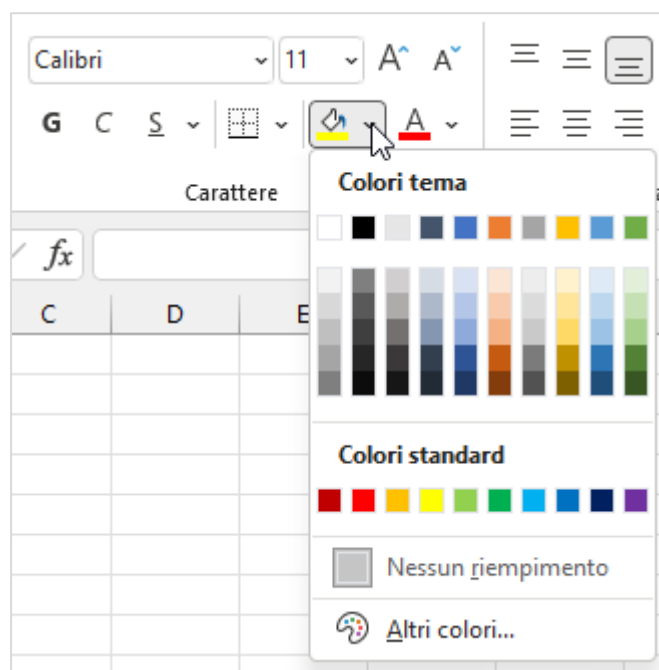 Calibri 11 A A
G C S A
Carattere
Colori tema
fx
C D E
Colori standard
Nessun riempimento
Altri colori...